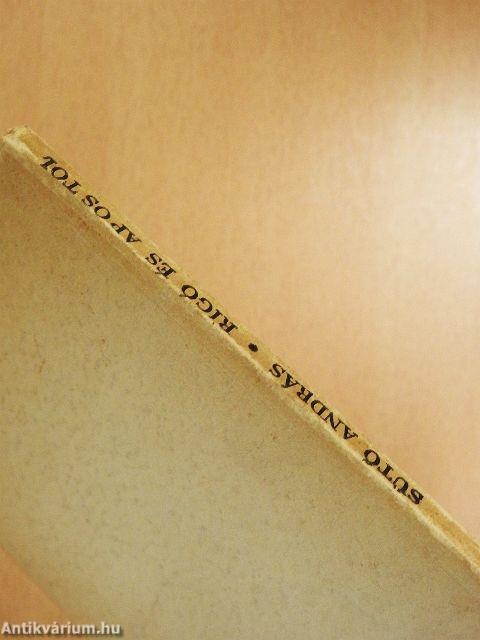 SÜTŐ ANDRÁS • RIGÓ ÉS APOSTOL
Antikvárium.hu